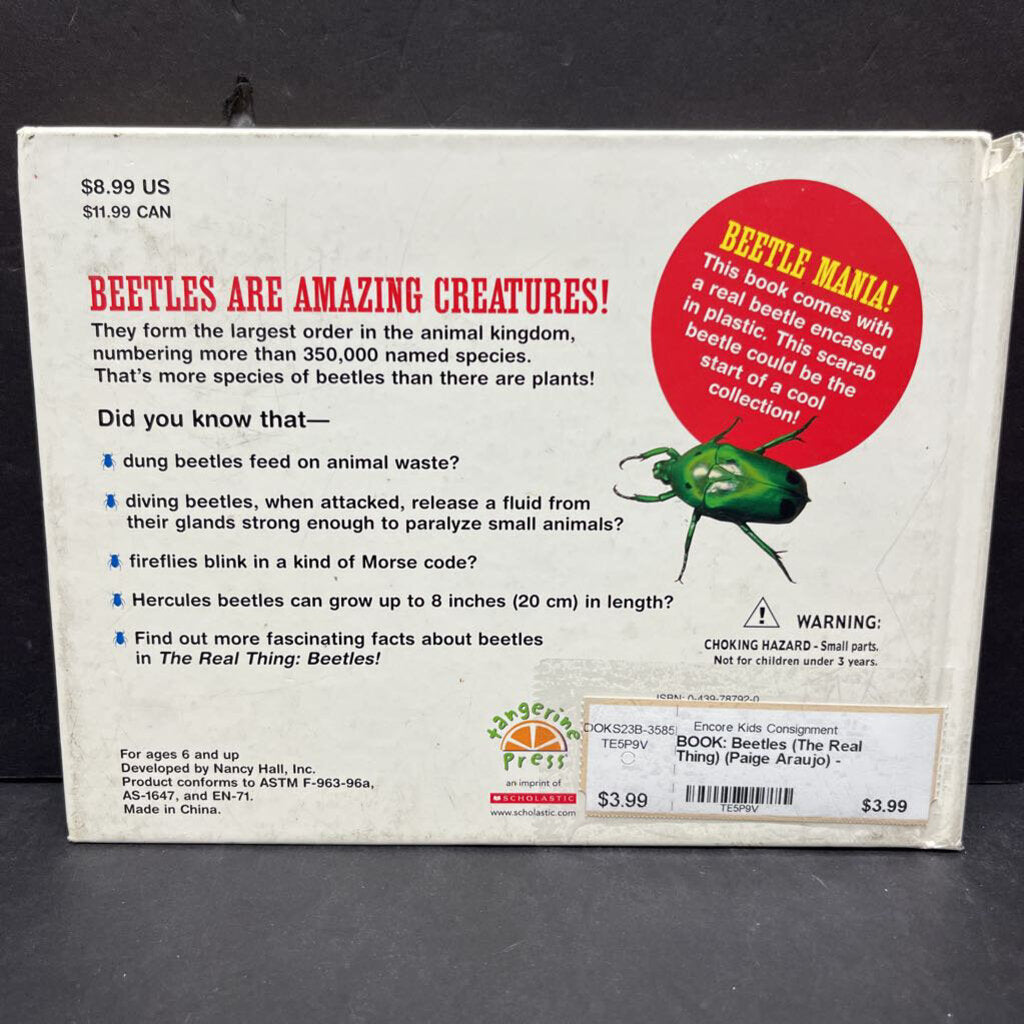 $8.99 US
$11.99 CAN
BEETLES ARE AMAZING CREATURES!
They form the largest order in the animal kingdom,
numbering more than 350,000 named species.
That's more species of beetles than there are plants!
Did you know that—
dung beetles feed on animal waste?
diving beetles, when attacked, release a fluid from
their glands strong enough to paralyze small animals?
fireflies blink in a kind of Morse code?
Hercules beetles can grow up to 8 inches (20 cm) in length?
Find out more fascinating facts about beetles
in The Real Thing: Beetles!
BEETLE MANIA!
This book comes with
a real beetle encased
in plastic. This scarab
beetle could be the
start of a cool
collection!
WARNING:
CHOKING HAZARD - Small parts.
Not for children under 3 years.
For ages 6 and up
Developed by Nancy Hall, Inc.
Product conforms to ASTM F-963-96a,
AS-1647, and EN-71.
Made in China.
tangerine
Press
an imprint of
SCHOLASTIC
www.scholastic.com
ISBN: 0-439-78792-0
OOKS23B-3585
TE5P9V
$3.99
Encore Kids Consignment
BOOK: Beetles (The Real
Thing) (Paige Araujo) -
TE5P9V
$3.99